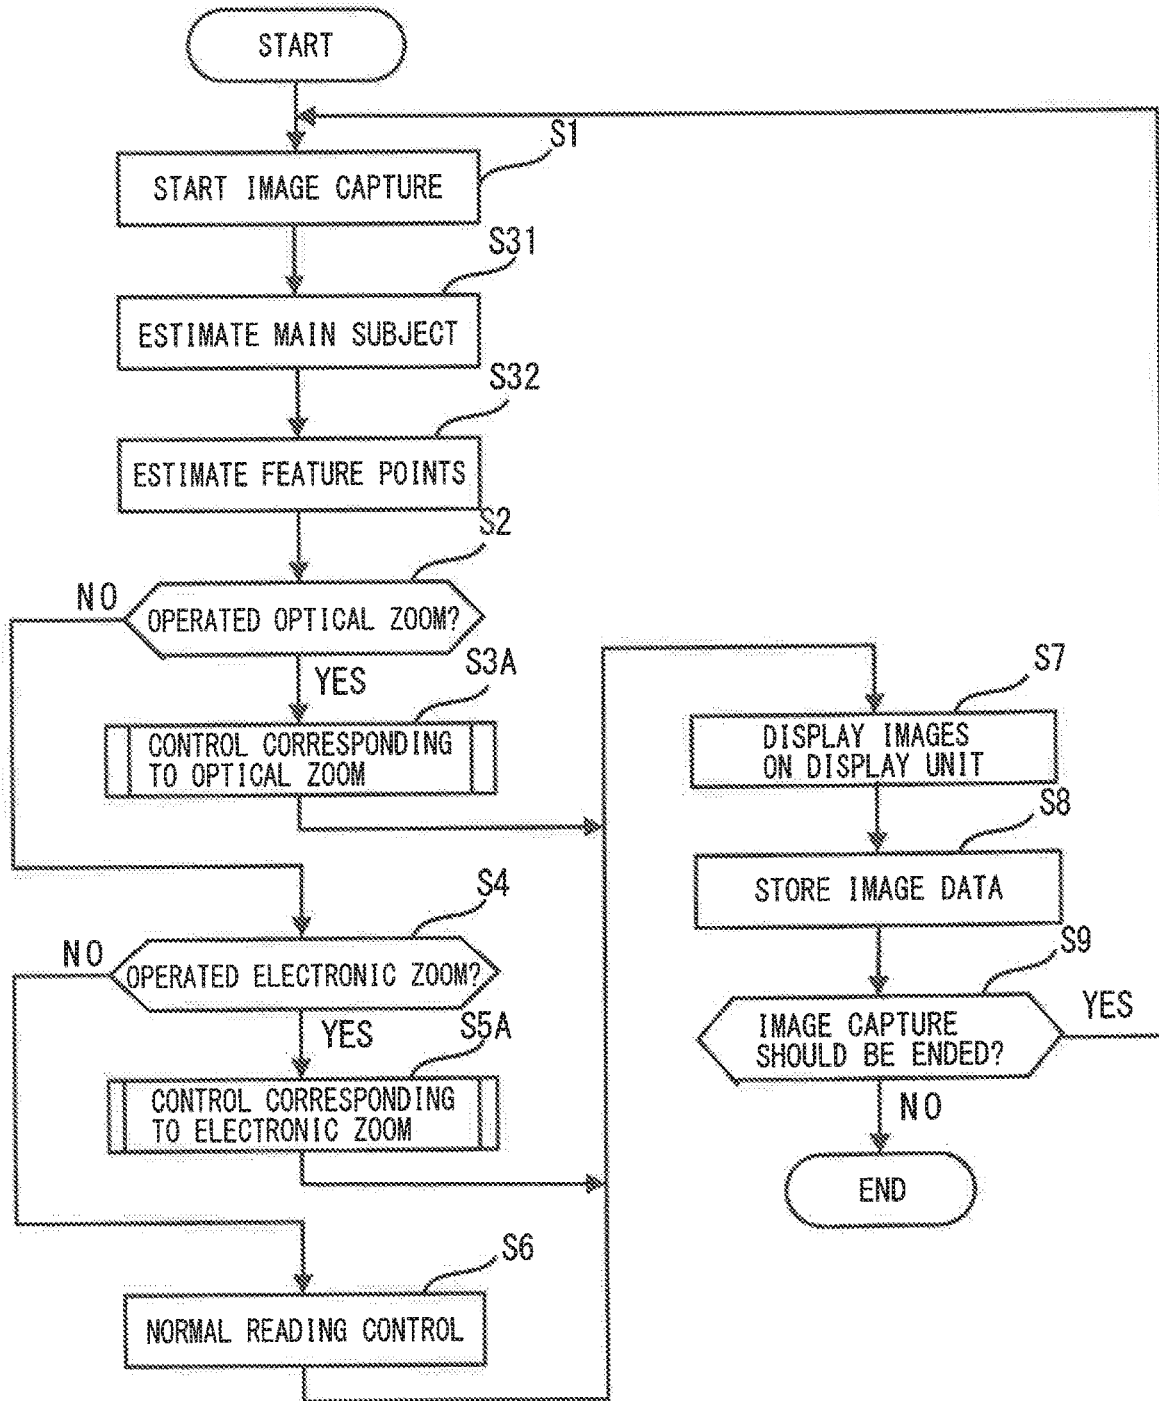 START
S1
START IMAGE CAPTURE
S31
ESTIMATE MAIN SUBJECT
S32
ESTIMATE FEATURE POINTS
S2
NO
OPERATED OPTICAL ZOOM?
YES
S3A
CONTROL CORRESPONDING
TO OPTICAL ZOOM
S4
NO
OPERATED ELECTRONIC ZOOM?
YES
S5A
CONTROL CORRESPONDING
TO ELECTRONIC ZOOM
S6
NORMAL READING CONTROL
S7
DISPLAY IMAGES
ON DISPLAY UNIT
S8
STORE IMAGE DATA
S9
IMAGE CAPTURE
SHOULD BE ENDED?
YES
NO
END